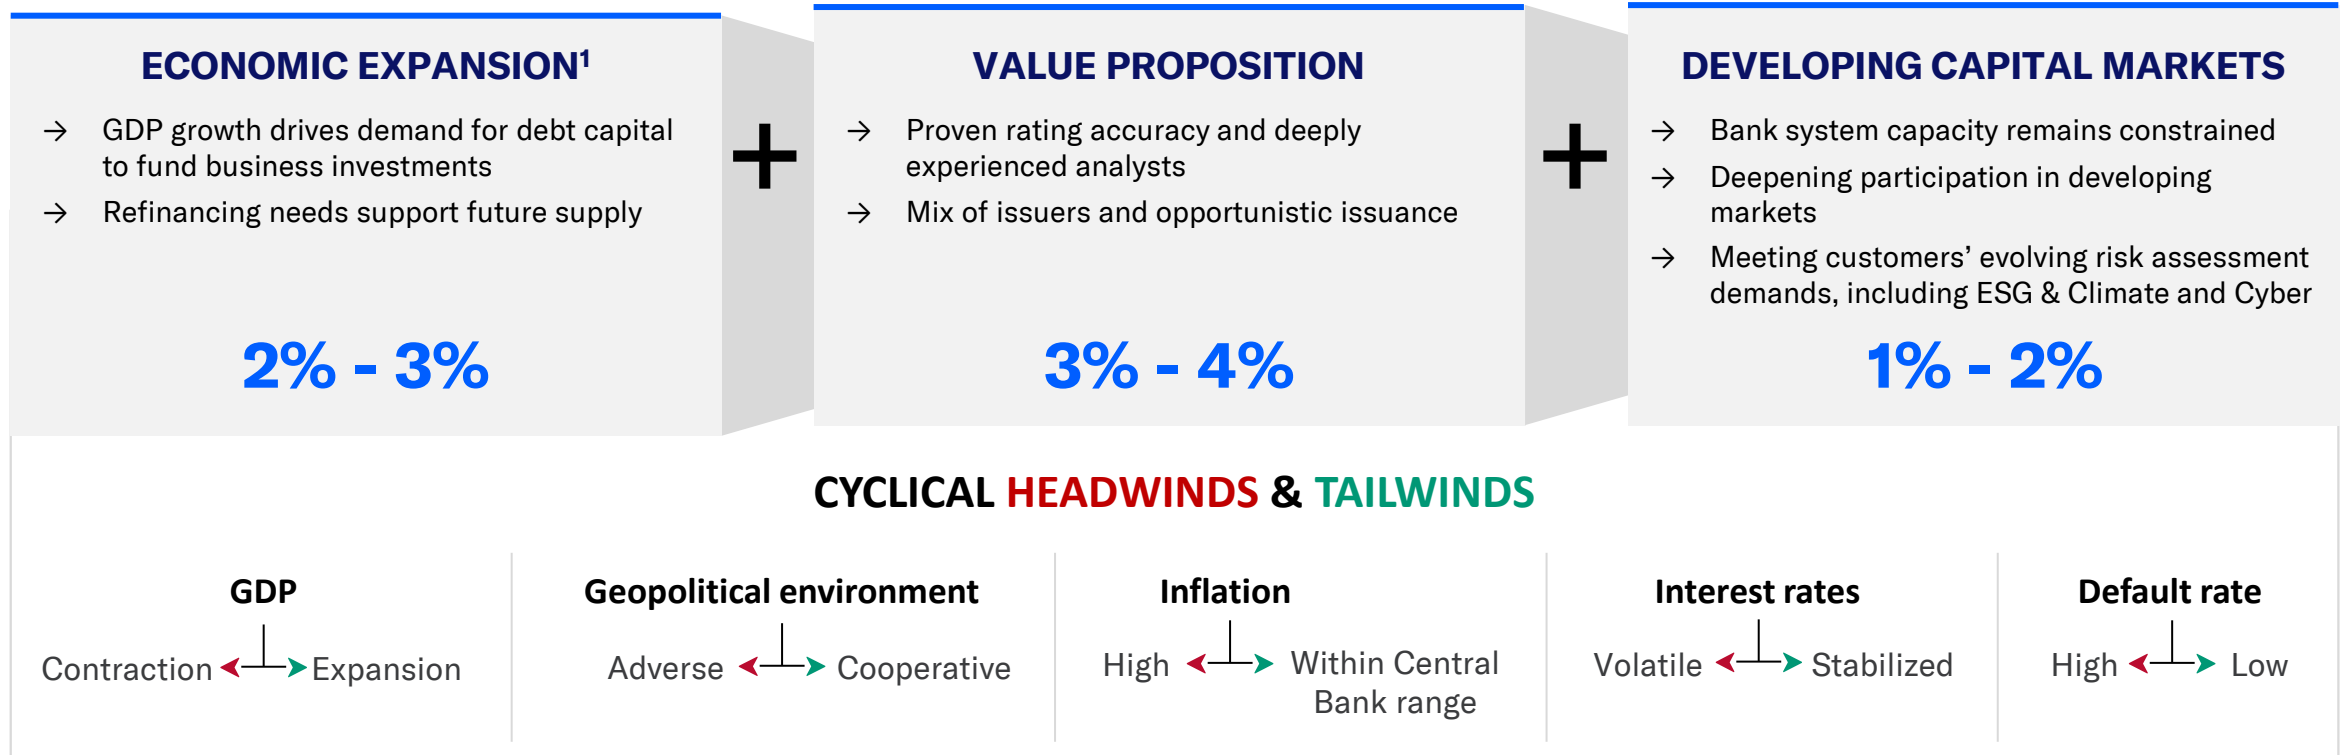 ECONOMIC EXPANSION¹
→ GDP growth drives demand for debt capital
to fund business investments
→ Refinancing needs support future supply
2% - 3%
+
VALUE PROPOSITION
→ Proven rating accuracy and deeply
experienced analysts
→ Mix of issuers and opportunistic issuance
3% - 4%
+
DEVELOPING CAPITAL MARKETS
→ Bank system capacity remains constrained
→ Deepening participation in developing
markets
→ Meeting customers’ evolving risk assessment
demands, including ESG & Climate and Cyber
1% - 2%
CYCLICAL HEADWINDS & TAILWINDS
GDP
Contraction Expansion
Geopolitical environment
Adverse Cooperative
Inflation
High Within Central
Bank range
Interest rates
Volatile Stabilized
Default rate
High Low